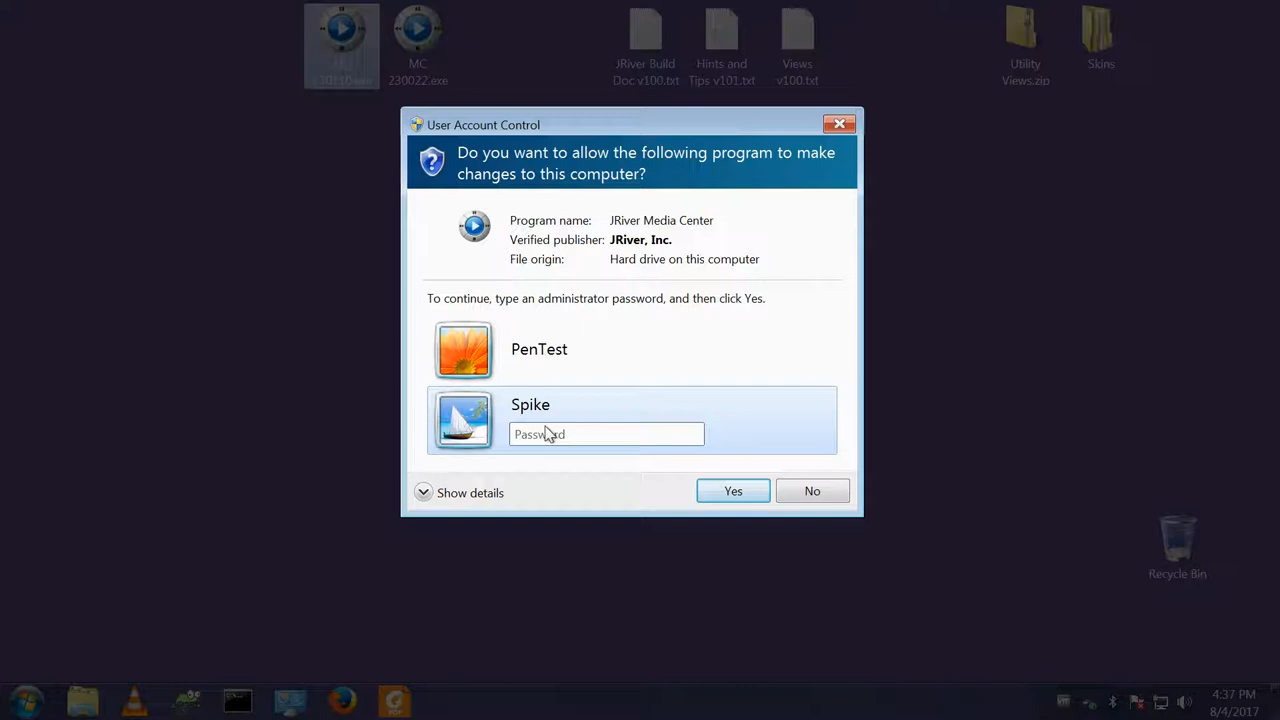 MC
230022.exe
JRiver Build
Doc v100.txt
Hints and
Tips v101.txt
Views
v100.txt
Utility
Views.zip
Skins
User Account Control
Do you want to allow the following program to make
changes to this computer?
Program name: JRiver Media Center
Verified publisher: JRiver, Inc.
File origin: Hard drive on this computer
To continue, type an administrator password, and then click Yes.
PenTest
Spike
Password
Show details
Yes
No
Recycle Bin
4:37 PM
8/4/2017